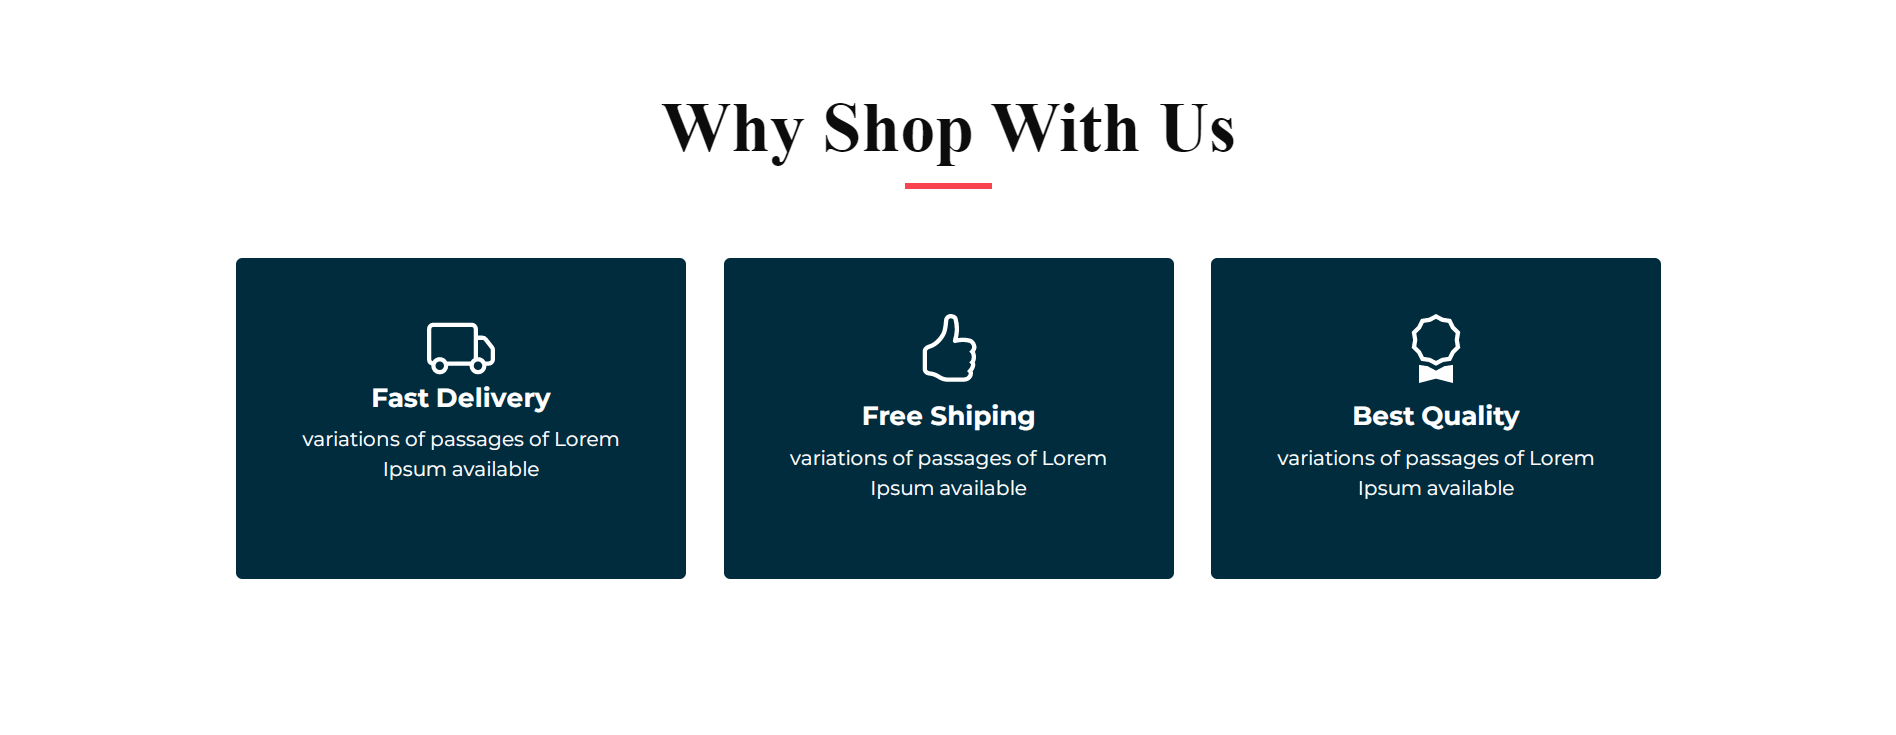 Why Shop With Us
Fast Delivery
variations of passages of Lorem
Ipsum available
Free Shiping
variations of passages of Lorem
Ipsum available
Best Quality
variations of passages of Lorem
Ipsum available